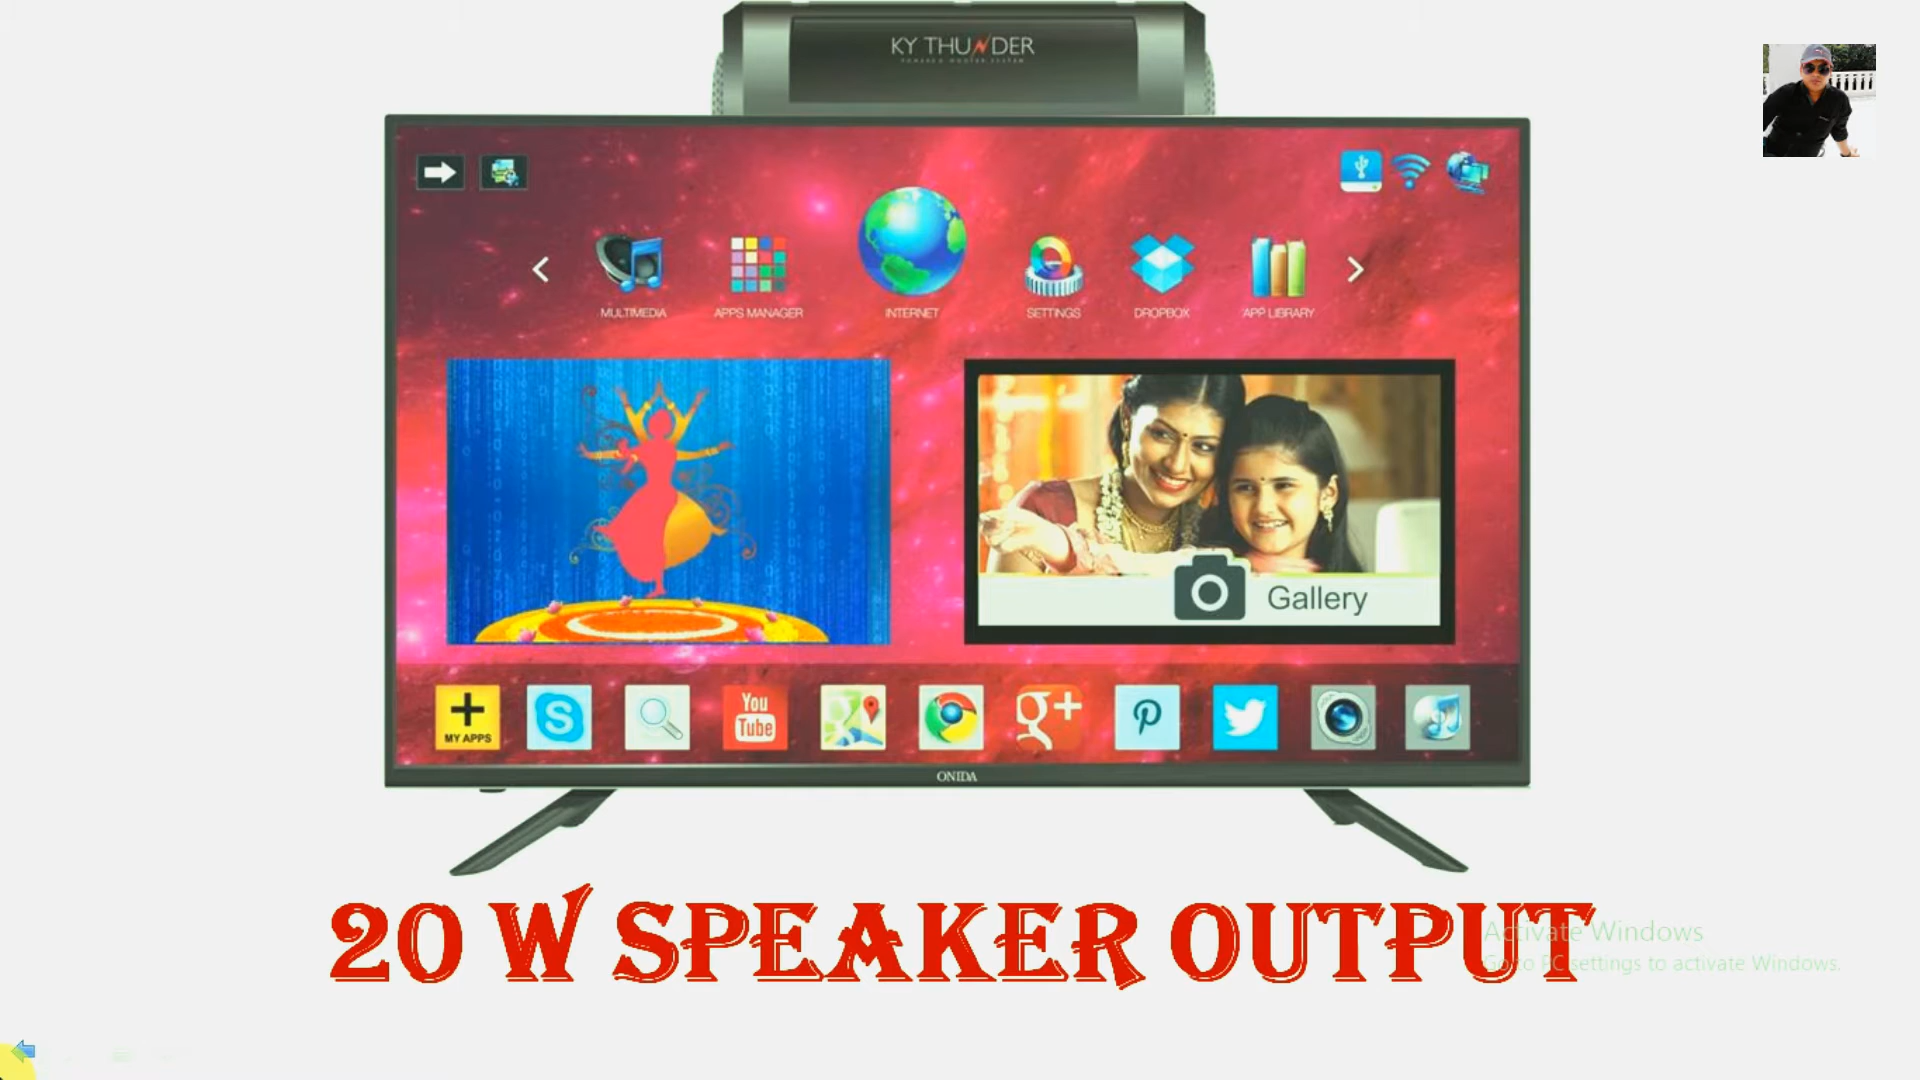 KY THUNDER
MULTIMEDIA
APPS MANAGER
INTERNET
SETTINGS
DROPBOX
APP LIBRARY
Gallery
MY APPS
S
You
Tube
g+
ONIDA
20 W SPEAKER OUTPUT
Activate Windows
Go to PC settings to activate Windows.